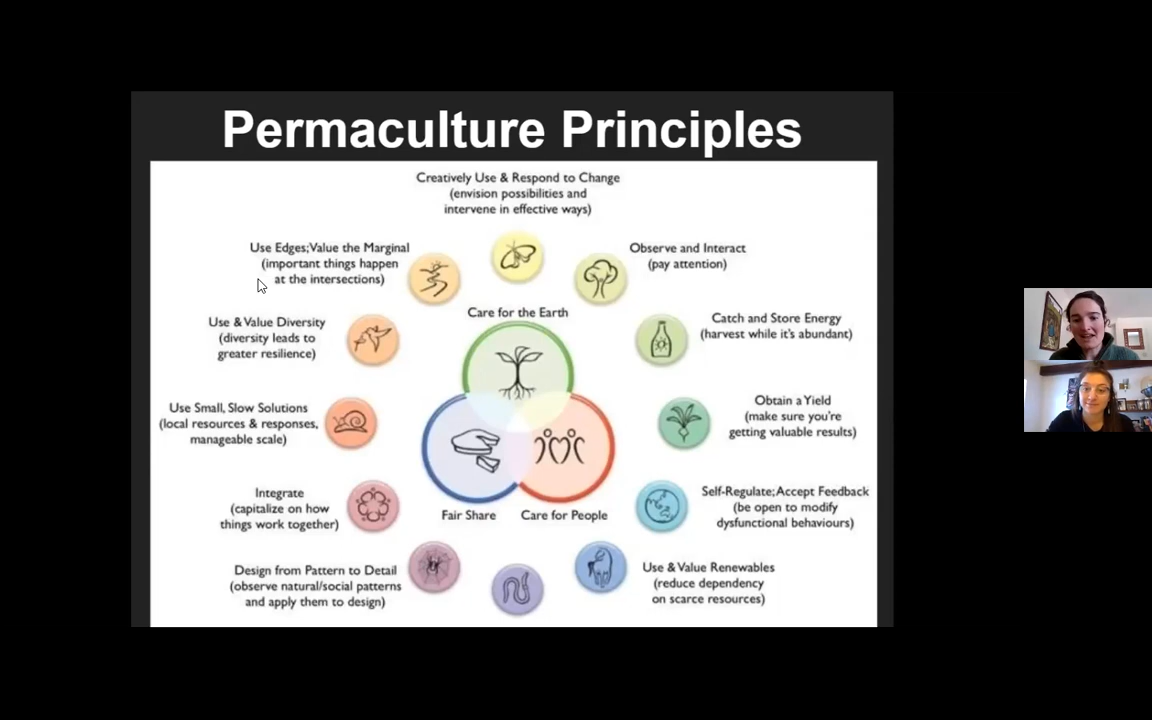 Permaculture Principles
Creatively Use & Respond to Change
(envision possibilities and
intervene in effective ways)
Use Edges; Value the Marginal
(important things happen
at the intersections)
Observe and Interact
(pay attention)
Care for the Earth
Use & Value Diversity
(diversity leads to
greater resilience)
Catch and Store Energy
(harvest while it's abundant)
Use Small, Slow Solutions
(local resources & responses,
manageable scale)
Obtain a Yield
(make sure you're
getting valuable results)
Integrate
(capitalize on how
things work together)
Fair Share
Care for People
Self-Regulate; Accept Feedback
(be open to modify
dysfunctional behaviours)
Design from Pattern to Detail
(observe natural/social patterns
and apply them to design)
Use & Value Renewables
(reduce dependency
on scarce resources)